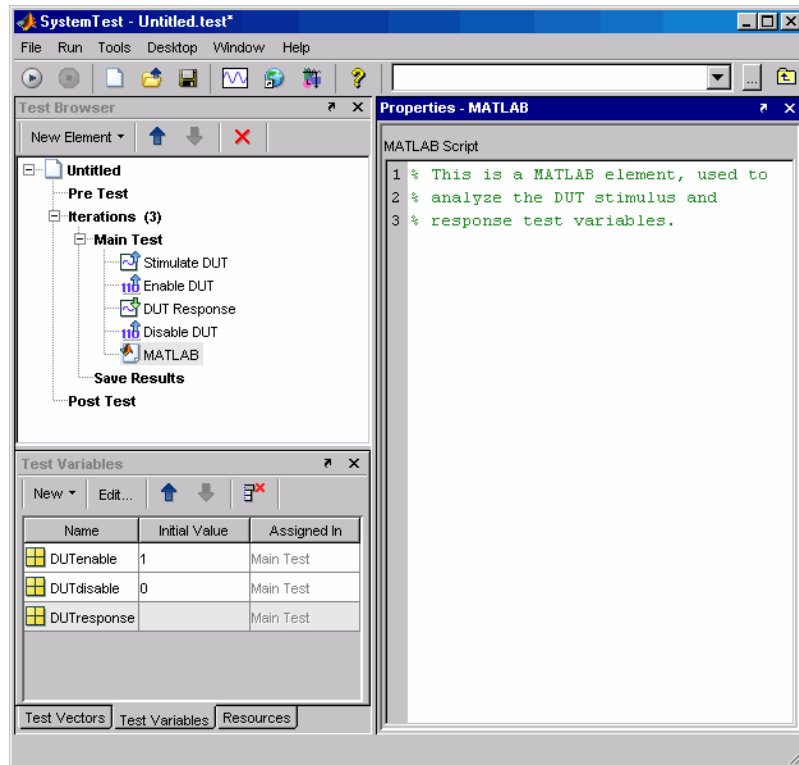 SystemTest - Untitled.test*
File Run Tools Desktop Window Help
Test Browser
New Element
Untitled
Pre Test
Iterations (3)
Main Test
Stimulate DUT
Enable DUT
DUT Response
Disable DUT
MATLAB
Save Results
Post Test
Test Variables
New Edit...
Name Initial Value Assigned In
DUTenable 1 Main Test
DUTdisable 0 Main Test
DUTresponse Main Test
Test Vectors Test Variables Resources
...
Properties - MATLAB
MATLAB Script
1 % This is a MATLAB element, used to
2 % analyze the DUT stimulus and
3 % response test variables.